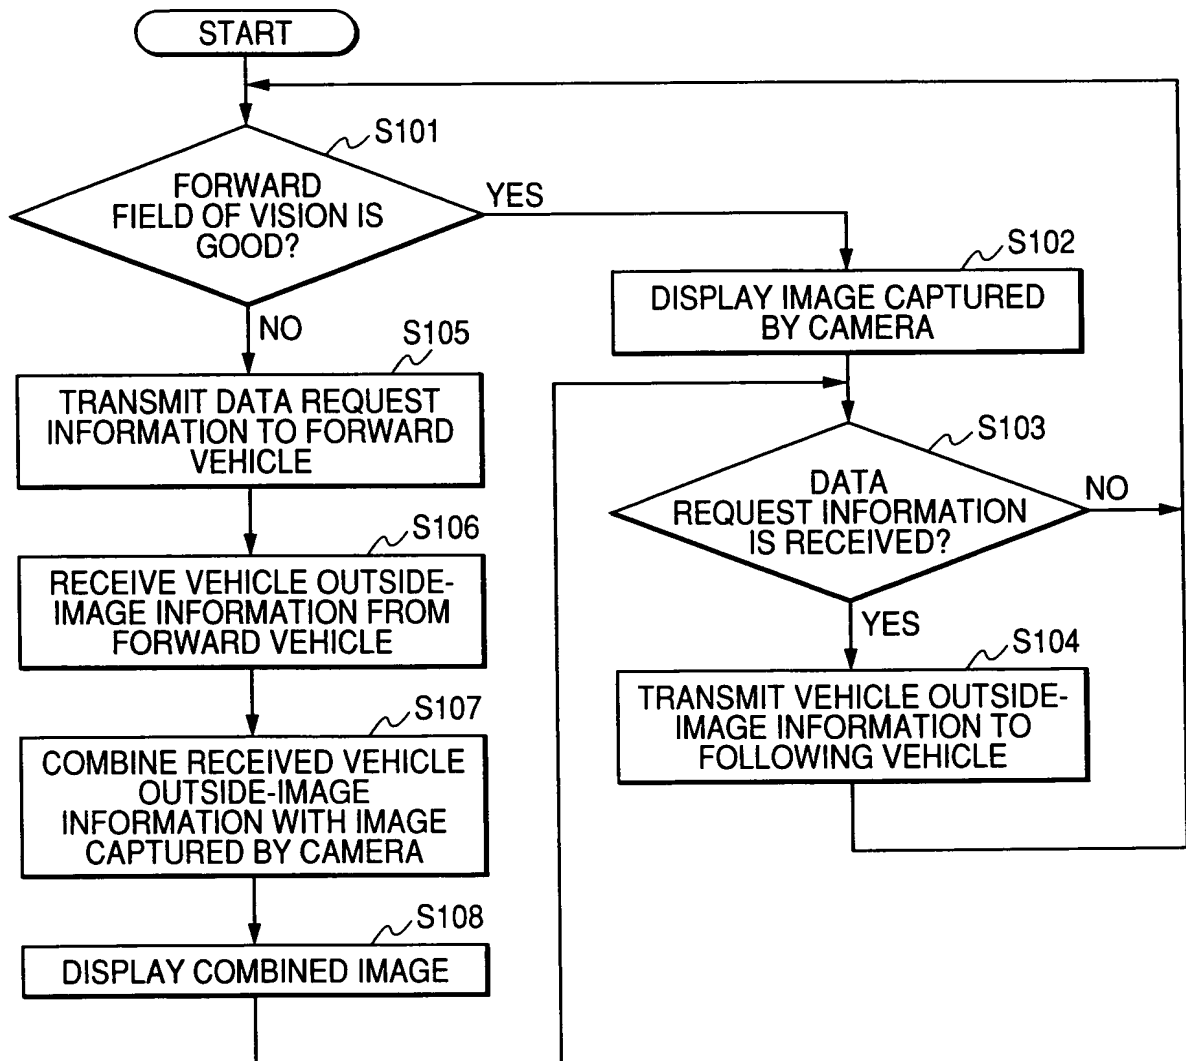 START
S101
FORWARD
FIELD OF VISION IS
GOOD?
YES
NO
S102
DISPLAY IMAGE CAPTURED
BY CAMERA
S105
TRANSMIT DATA REQUEST
INFORMATION TO FORWARD
VEHICLE
S103
DATA
REQUEST INFORMATION
IS RECEIVED?
NO
YES
S106
RECEIVE VEHICLE OUTSIDE-
IMAGE INFORMATION FROM
FORWARD VEHICLE
S104
TRANSMIT VEHICLE OUTSIDE-
IMAGE INFORMATION TO
FOLLOWING VEHICLE
S107
COMBINE RECEIVED VEHICLE
OUTSIDE-IMAGE
INFORMATION WITH IMAGE
CAPTURED BY CAMERA
S108
DISPLAY COMBINED IMAGE